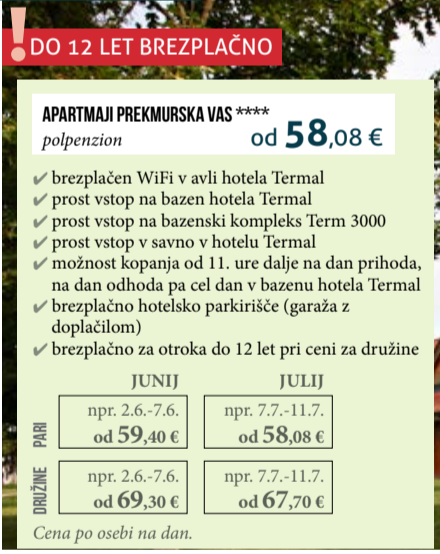 ! DO 12 LET BREZPLAČNO
APARTMAJI PREKMURSKA VAS ****
polpenzion
od 58,08 €
✔ brezplačen WiFi v avli hotela Termal
✔ prost vstop na bazen hotela Termal
✔ prost vstop na bazenski kompleks Term 3000
✔ prost vstop v savno v hotelu Termal
✔ možnost kopanja od 11. ure dalje na dan prihoda,
na dan odhoda pa cel dan v bazenu hotela Termal
✔ brezplačno hotelsko parkirišče (garaža z
doplačilom)
✔ brezplačno za otroka do 12 let pri ceni za družine
JUNIJ JULIJ
PARI
npr. 2.6.-7.6. npr. 7.7.-11.7.
od 59,40 € od 58,08 €
DRUŽINE
npr. 2.6.-7.6. npr. 7.7.-11.7.
od 69,30 € od 67,70 €
Cena po osebi na dan.